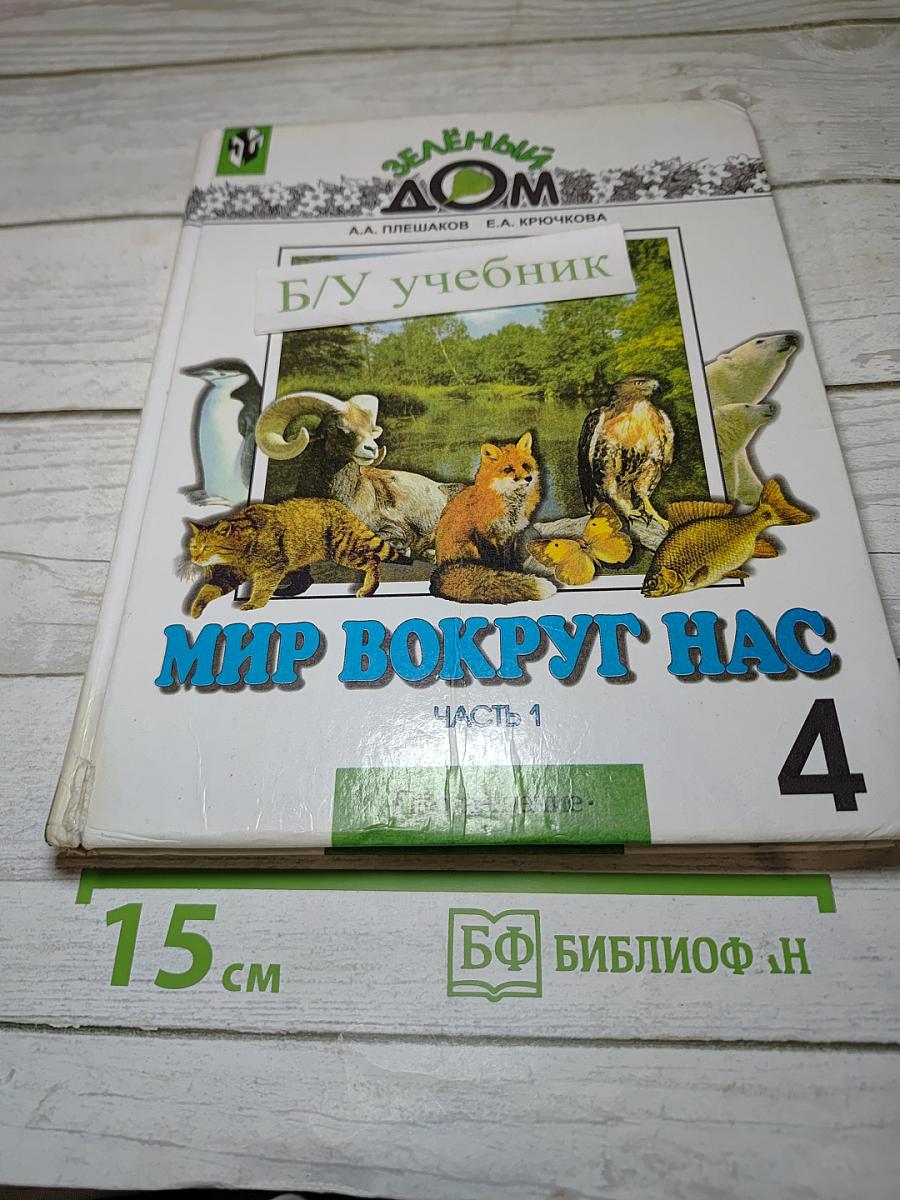 ЗЕЛЁНЫЙ
ДОМ
А.А. ПЛЕШАКОВ Е.А. КРЮЧКОВА
Б/У учебник
МИР ВОКРУГ НАС
ЧАСТЬ 1
4
15 см
БФ